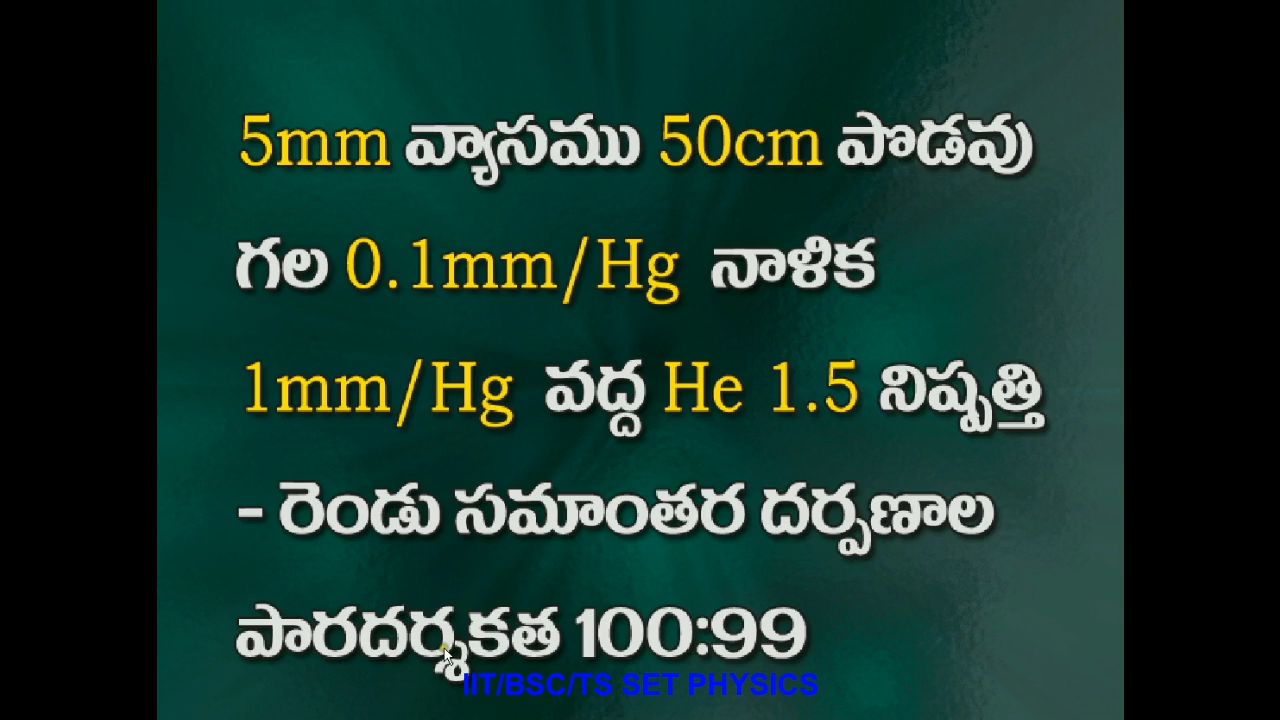 5mm వ్యాసము 50cm పొడవు
గల 0.1mm/Hg నాళిక
1mm/Hg వద్ద He 1.5 నిష్పత్తి
- రెండు సమాంతర దర్పణాల
పారదర్శకత 100:99
IIT/BSC/TS SET PHYSICS